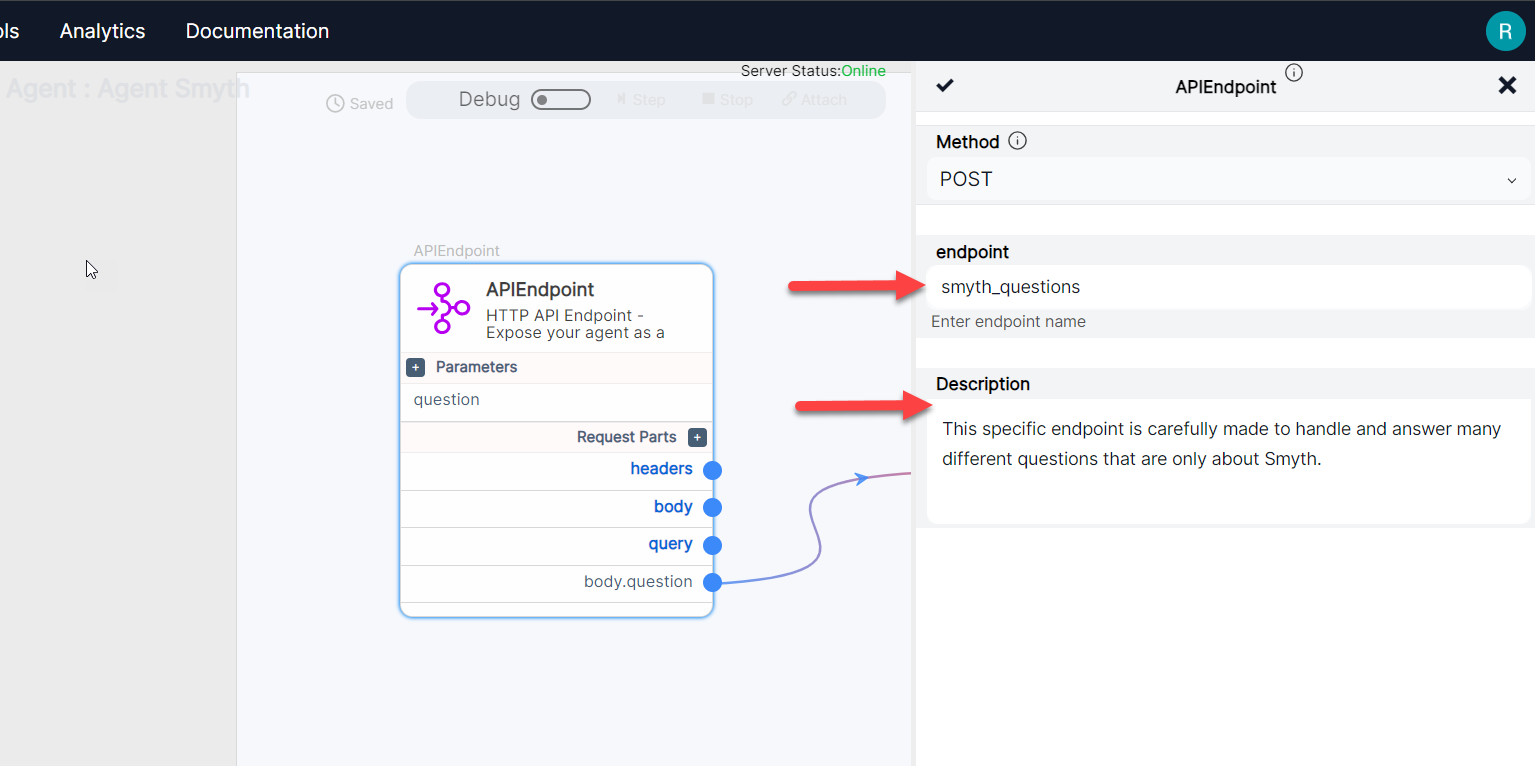 ols Analytics Documentation R
Server Status:Online
Agent : Agent Smyth
Saved Debug Step Stop Attach
APIEndpoint
Method
POST
endpoint
smyth_questions
Enter endpoint name
Description
This specific endpoint is carefully made to handle and answer many
different questions that are only about Smyth.
APIEndpoint
APIEndpoint
HTTP API Endpoint -
Expose your agent as a
Parameters
question
Request Parts
headers
body
query
body.question